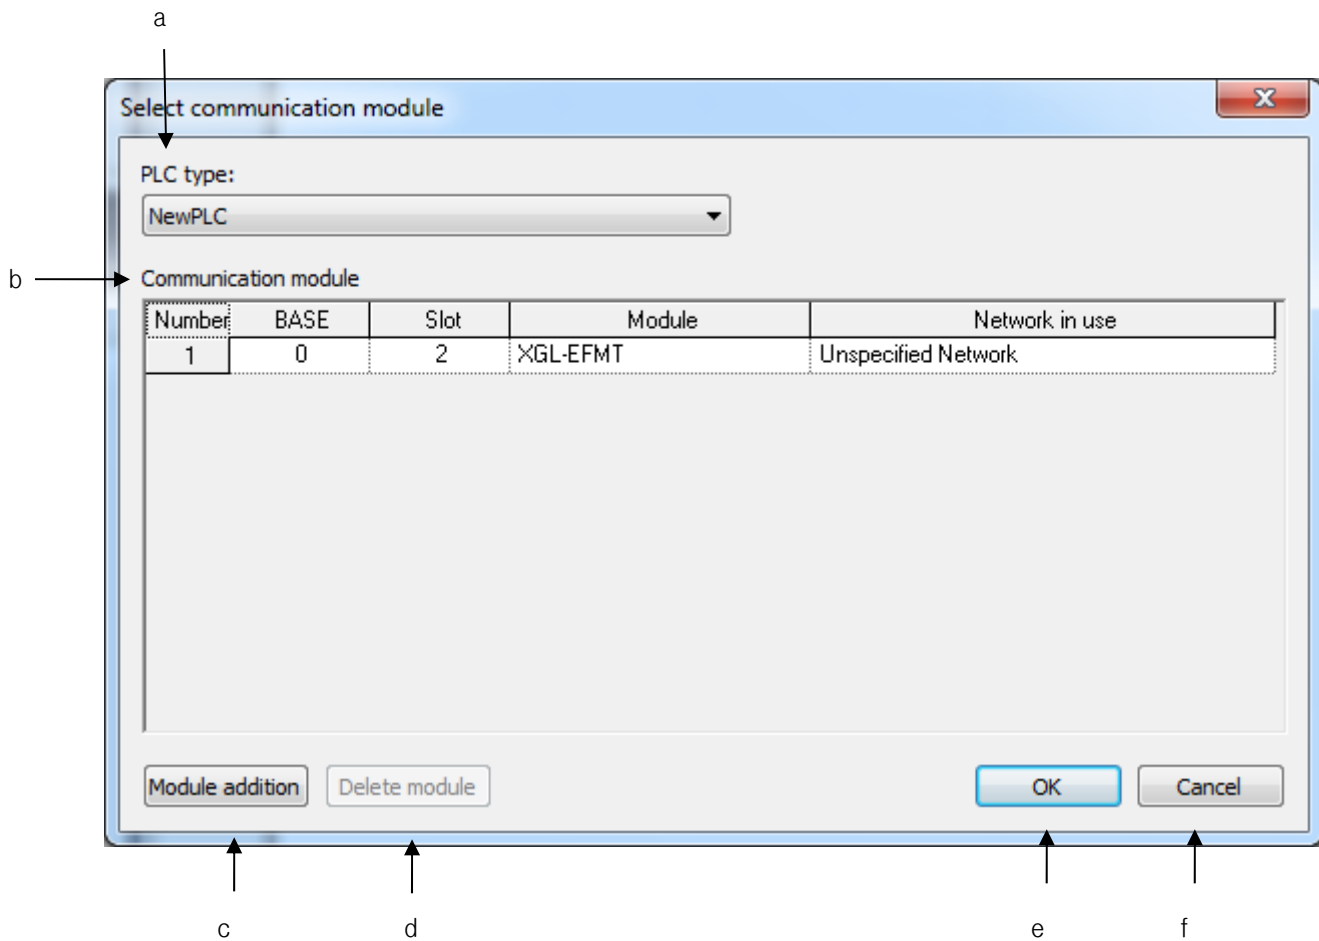 a
Select communication module
PLC type:
NewPLC
b
Communication module
Number BASE Slot Module Network in use
1 0 2 XGL-EFMT Unspecified Network
Module addition Delete module OK Cancel
c d e f